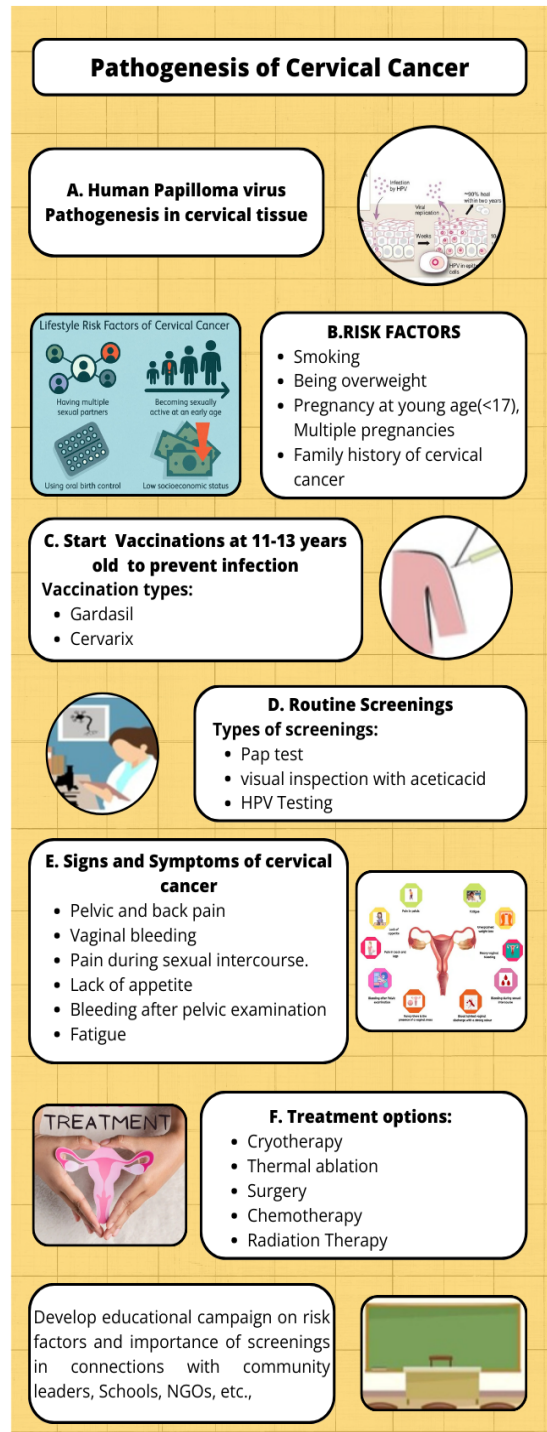 Pathogenesis of Cervical Cancer
A. Human Papilloma virus
Pathogenesis in cervical tissue
Infection
by HPV
Viral
replication
Weeks
HPV in
cells
within two years
Lifestyle Risk Factors of Cervical Cancer
Having multiple
sexual partners
Becoming sexually
active at an early age
Using oral birth control
Low socioeconomic status
B.RISK FACTORS
• Smoking
• Being overweight
• Pregnancy at young age(<17),
Multiple pregnancies
• Family history of cervical
cancer
C. Start Vaccinations at 11-13 years
old to prevent infection
Vaccination types:
• Gardasil
• Cervarix
D. Routine Screenings
Types of screenings:
• Pap test
• visual inspection with aceticacid
• HPV Testing
E. Signs and Symptoms of cervical
cancer
• Pelvic and back pain
• Vaginal bleeding
• Pain during sexual intercourse.
• Lack of appetite
• Bleeding after pelvic examination
• Fatigue
Fatigue
TREATMENT
F. Treatment options:
• Cryotherapy
• Thermal ablation
• Surgery
• Chemotherapy
• Radiation Therapy
Develop educational campaign on risk
factors and importance of screenings
in connections with community
leaders, Schools, NGOs, etc.,